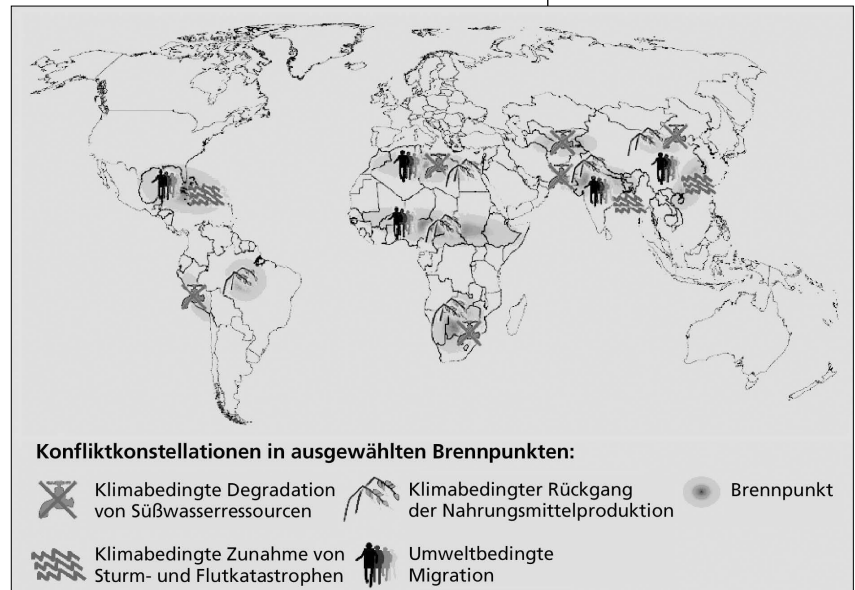 Konfliktkonstellationen in ausgewählten Brennpunkten:
Klimabedingte Degradation
von Süßwasserressourcen
Klimabedingter Rückgang
der Nahrungsmittelproduktion
Brennpunkt
Klimabedingte Zunahme von
Sturm- und Flutkatastrophen
Umweltbedingte
Migration